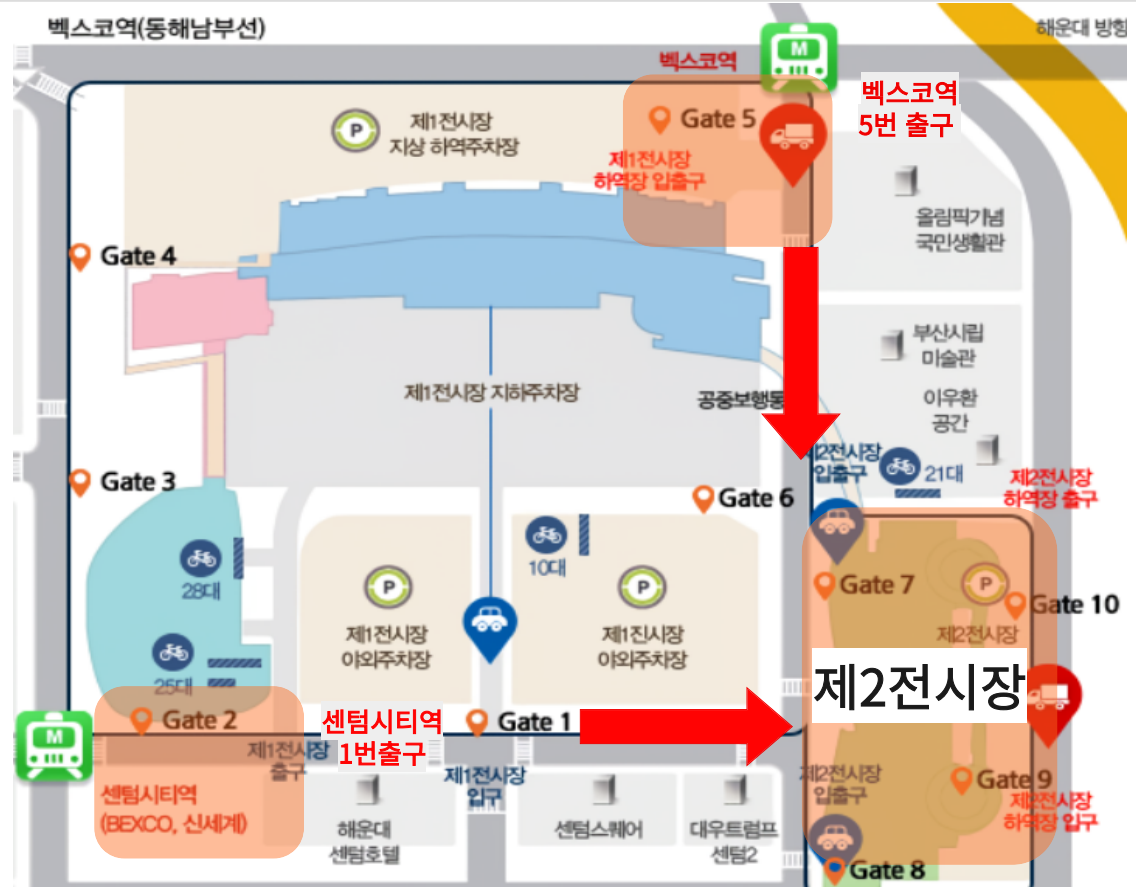 벡스코역(동해남부선)
해운대 방향
M
벡스코역
벡스코역
5번 출구
Gate 5
P
제1전시장
지상 하역주차장
제1전시장
하역장 입출구
올림픽기념
국민생활관
Gate 4
부산시립
미술관
제1전시장 지하주차장
공중보행통
이우환
공간
제2전시장
입출구
21대
제2전시장
하역장 출구
Gate 3
Gate 6
10대
28대
P
제1전시장
야외주차장
P
제1전시장
야외주차장
Gate 7
P
Gate 10
제2전시장
25대
제2전시장
M
Gate 2
센텀시티역
1번출구
Gate 1
제1전시장
출구
제1전시장
입구
제2전시장
입출구
Gate 9
센텀시티역
(BEXCO, 신세계)
제2전시장
하역장 입구
해운대
센텀호텔
센텀스퀘어
대우트럼프
센텀2
Gate 8